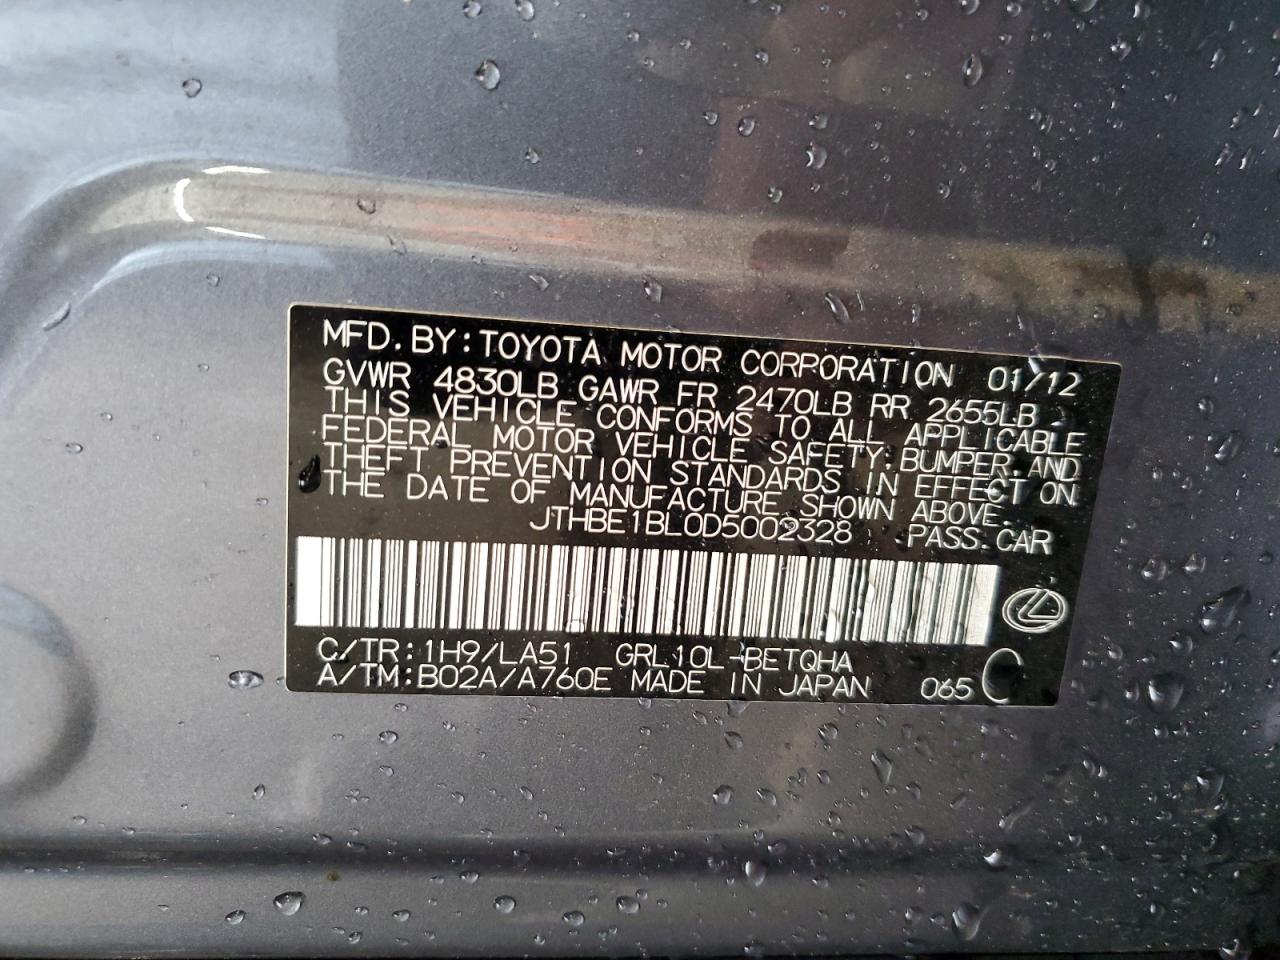 MFD. BY: TOYOTA MOTOR CORPORATION 01/12
GVWR 4830LB GAWR FR 2470LB RR 2655LB
THIS VEHICLE CONFORMS TO ALL APPLICABLE
FEDERAL MOTOR VEHICLE SAFETY, BUMPER, AND
THEFT PREVENTION STANDARDS IN EFFECT ON
THE DATE OF MANUFACTURE SHOWN ABOVE.
JTHBE1BL0D5002328 PASS.CAR
C/TR: 1H9/LA51 GRL10L-BETQHA
A/TM: B02A/A760E MADE IN JAPAN 065 C